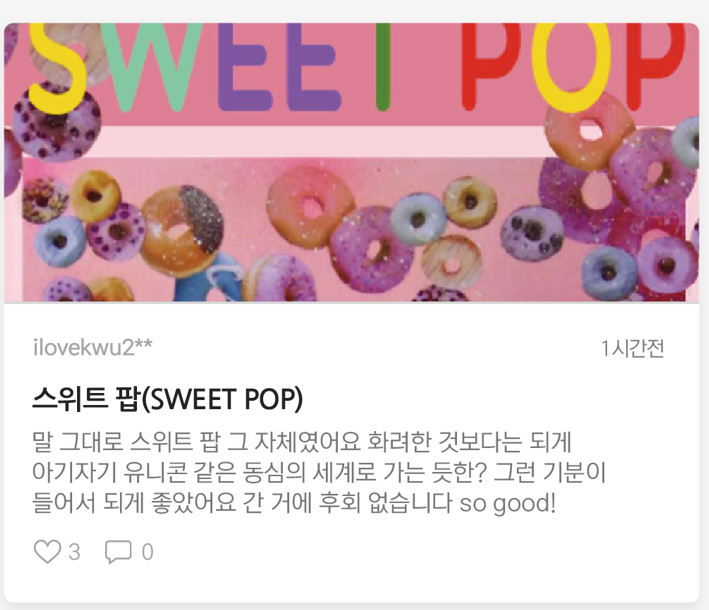 SWEET POP
ilovekwu2**
1시간전
스위트 팝(SWEET POP)
말 그대로 스위트 팝 그 자체였어요 화려한 것보다는 되게
아기자기 유니콘 같은 동심의 세계로 가는 듯한? 그런 기분이
들어서 되게 좋았어요 간 거에 후회 없습니다 so good!
3
0